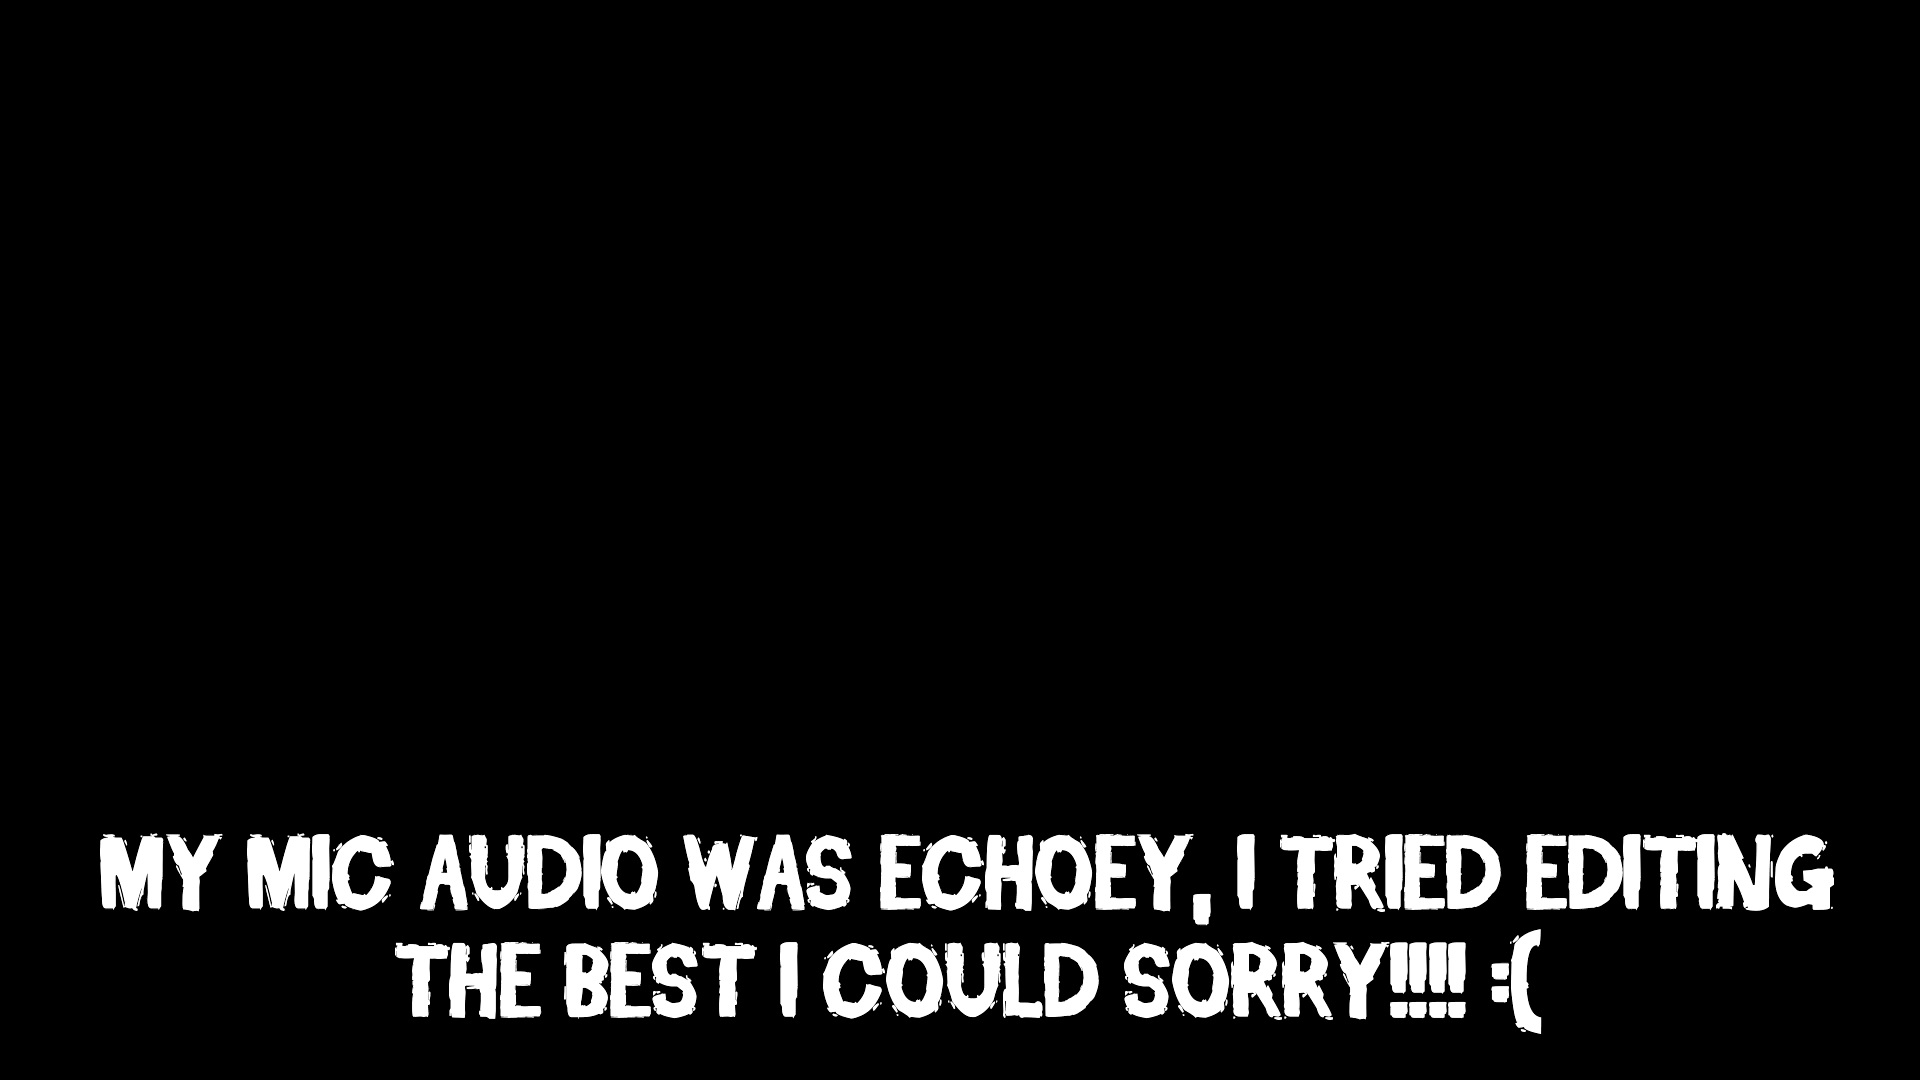 MY MIC AUDIO WAS ECHOEY, I TRIED EDITING
THE BEST I COULD SORRY!!!! :(